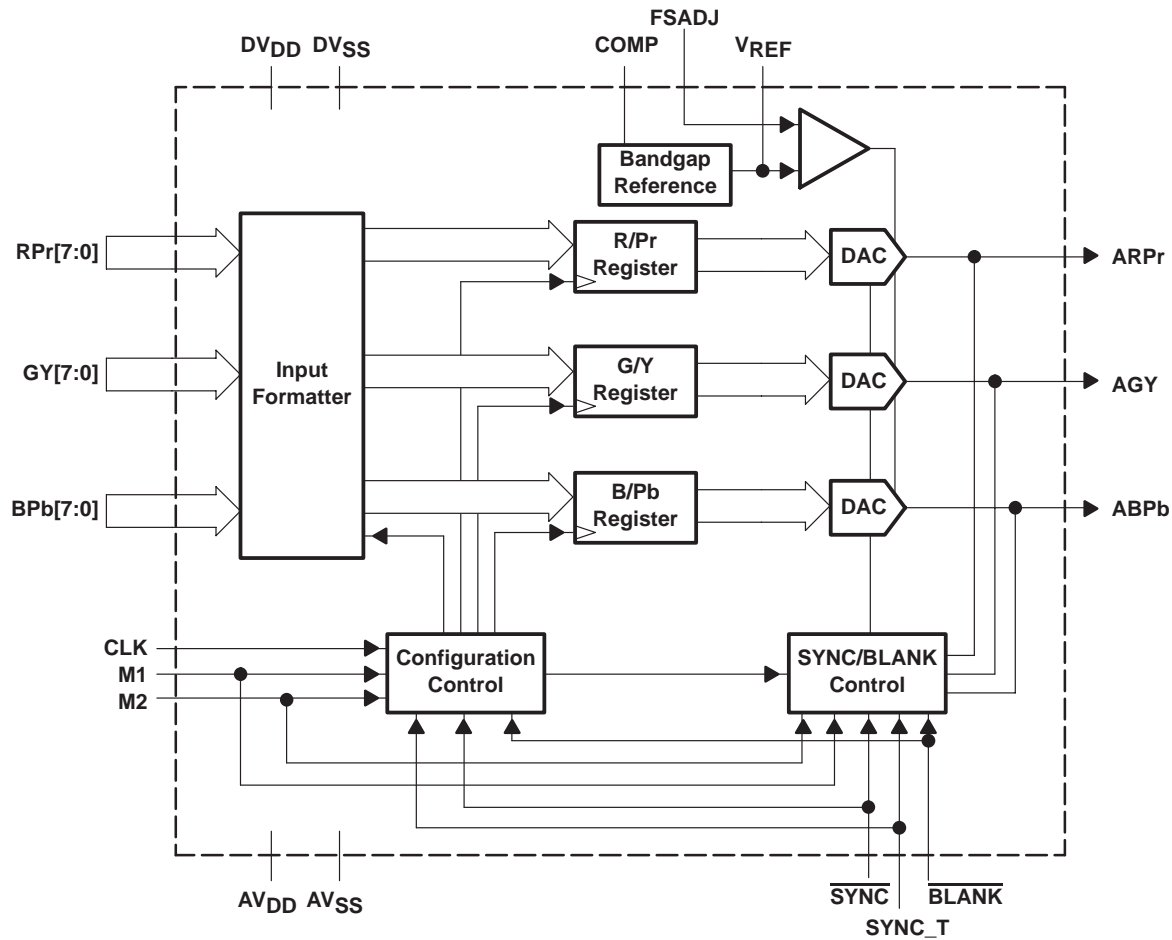 FSADJ
DVDD DVSS COMP VREF
Bandgap
Reference
RPr[7:0]
R/Pr
Register
DAC
ARPr
GY[7:0]
Input
Formatter
G/Y
Register
DAC
AGY
BPb[7:0]
B/Pb
Register
DAC
ABPb
CLK
M1
M2
Configuration
Control
SYNC/BLANK
Control
AVDD AVSS SYNC BLANK
SYNC_T